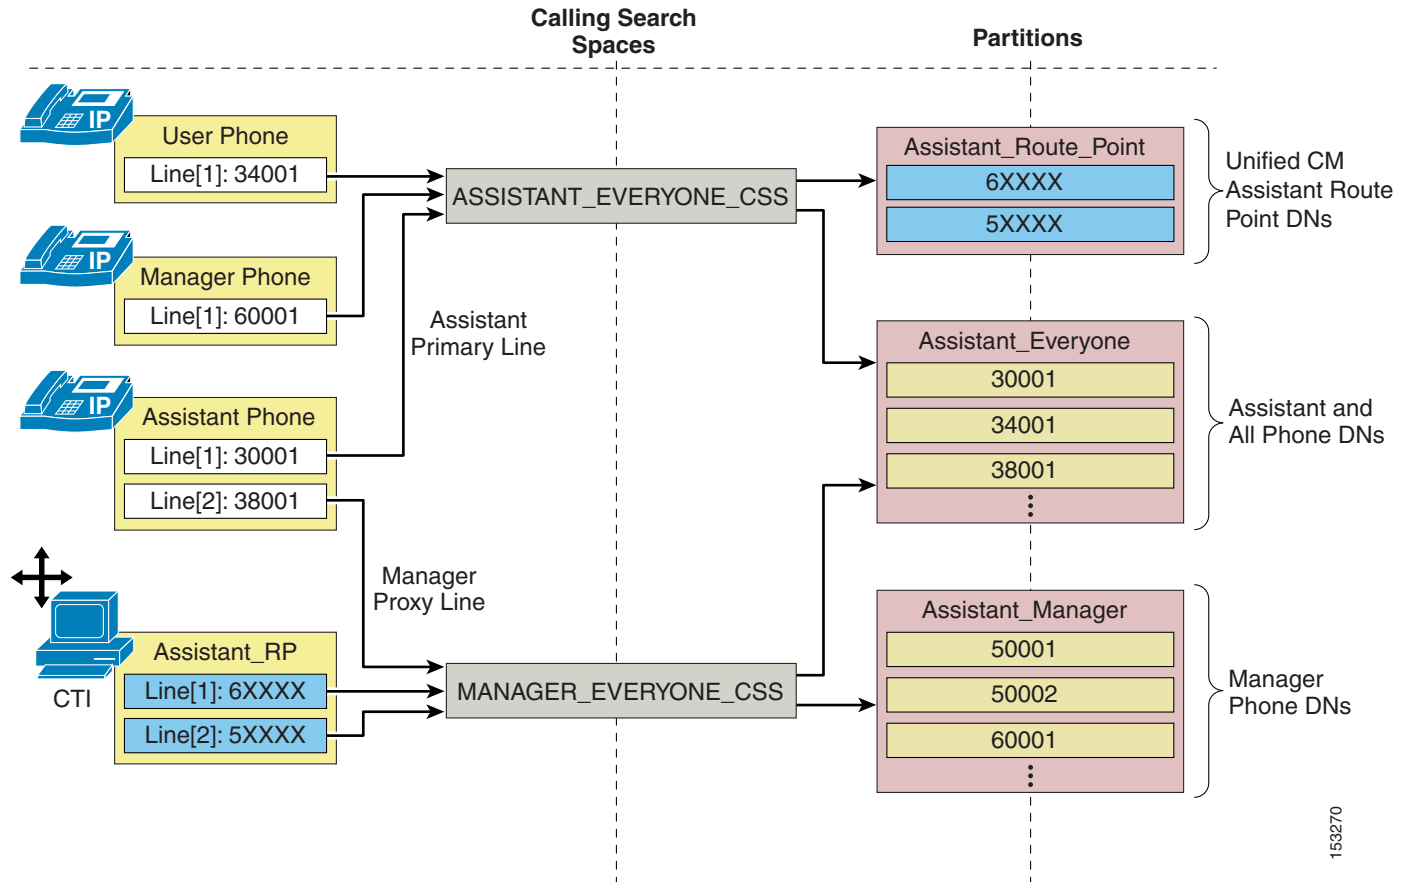 Calling Search
Spaces
Partitions
IP
User Phone
Line[1]: 34001
IP
Manager Phone
Line[1]: 60001
IP
Assistant Phone
Line[1]: 30001
Line[2]: 38001
CTI
Assistant_RP
Line[1]: 6XXXX
Line[2]: 5XXXX
Assistant
Primary Line
Manager
Proxy Line
ASSISTANT_EVERYONE_CSS
MANAGER_EVERYONE_CSS
Assistant_Route_Point
6XXXX
5XXXX
Unified CM
Assistant Route
Point DNs
Assistant_Everyone
30001
34001
38001
Assistant and
All Phone DNs
Assistant_Manager
50001
50002
60001
Manager
Phone DNs
153270